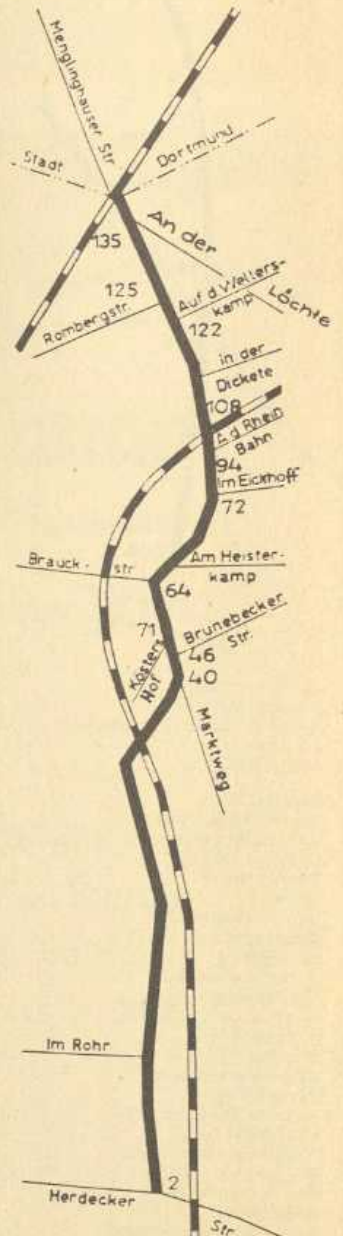 Menglinghauser Str
Stadt
Dortmund
An der
Löchte
135
125
Rombergstr.
Auf d. Wellers-
kamp
122
in der
Dickete
108
A d Rhein
Bahn
94
Im Eickhoff
72
Brauck- str
Am Heister-
kamp
64
71
Brunebecker
Str.
46
Kosters
Hof
40
Marktweg
Im Rohr
2
Herdecker Str